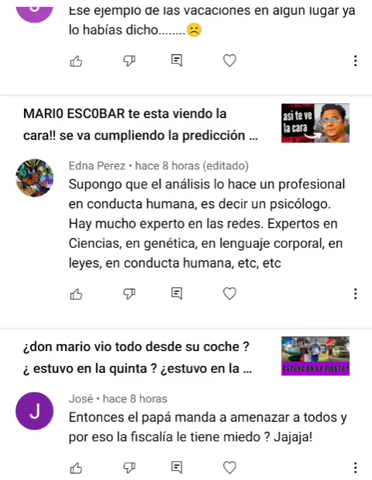 Ese ejemplo de las vacaciones en algun lugar ya
lo habías dicho........☹️
MARI0 ESC0BAR te esta viendo la
cara!! se va cumpliendo la predicción ...
asi te ve
la cara
Edna Perez • hace 8 horas (editado)
Supongo que el análisis lo hace un profesional
en conducta humana, es decir un psicólogo.
Hay mucho experto en las redes. Expertos en
Ciencias, en genética, en lenguaje corporal, en
leyes, en conducta humana, etc, etc
¿don mario vio todo desde su coche ?
¿ estuvo en la quinta ? ¿estuvo en la ...
ESTUVO EN LA FIESTA?
J
José • hace 8 horas
Entonces el papá manda a amenazar a todos y
por eso la fiscalía le tiene miedo ? Jajaja!